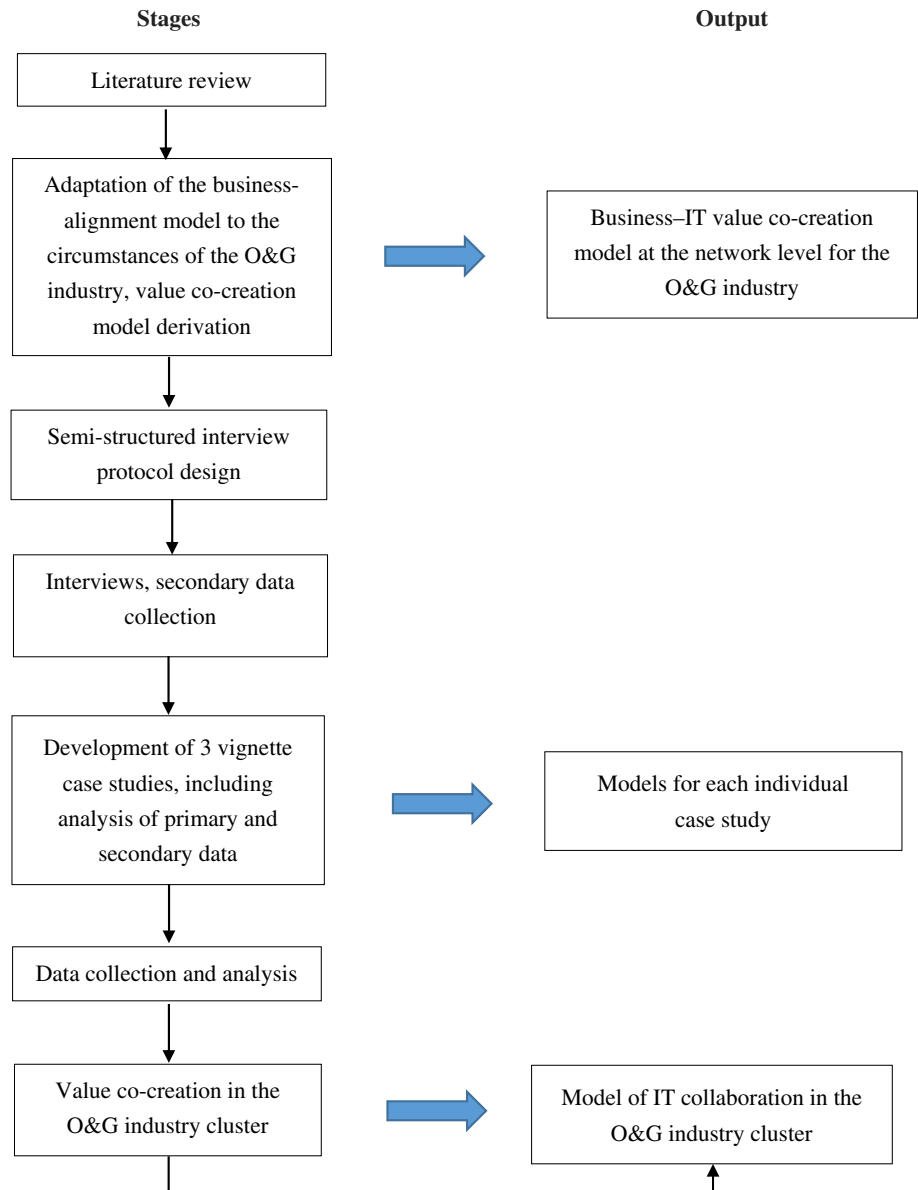 Stages
Output
Literature review
Adaptation of the business-
alignment model to the
circumstances of the O&G
industry, value co-creation
model derivation
Business–IT value co-creation
model at the network level for the
O&G industry
Semi-structured interview
protocol design
Interviews, secondary data
collection
Development of 3 vignette
case studies, including
analysis of primary and
secondary data
Models for each individual
case study
Data collection and analysis
Value co-creation in the
O&G industry cluster
Model of IT collaboration in the
O&G industry cluster